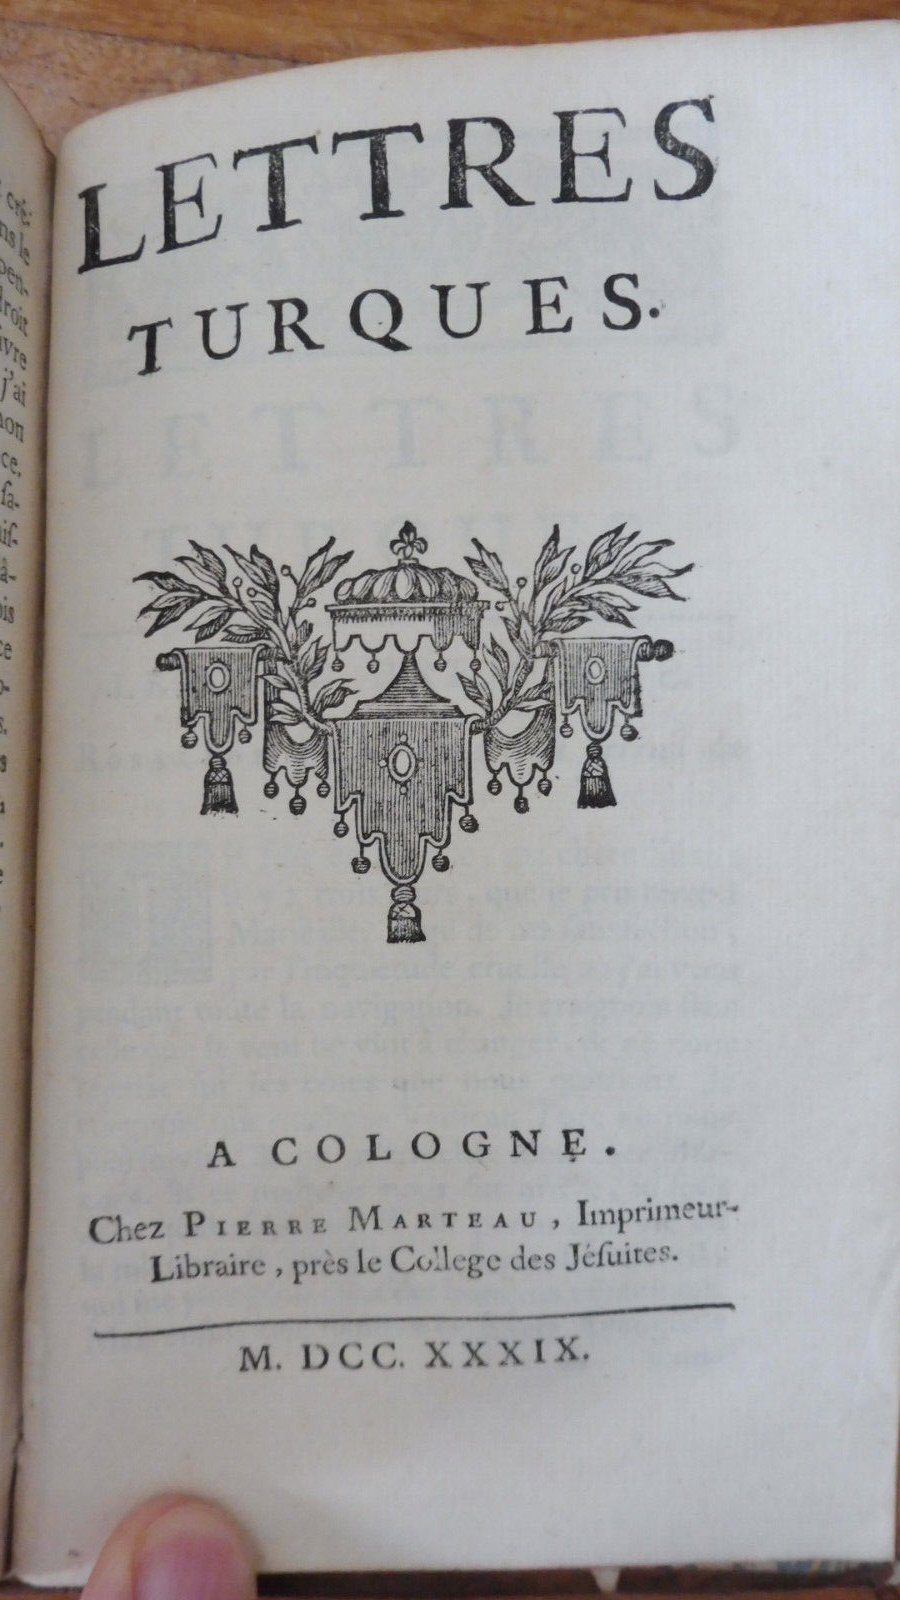 LETTRES
TURQUES.
A COLOGNE.
Chez PIERRE MARTEAU, Imprimeur-
Libraire, près le College des Jésuites.
M. DCC. XXXIX.